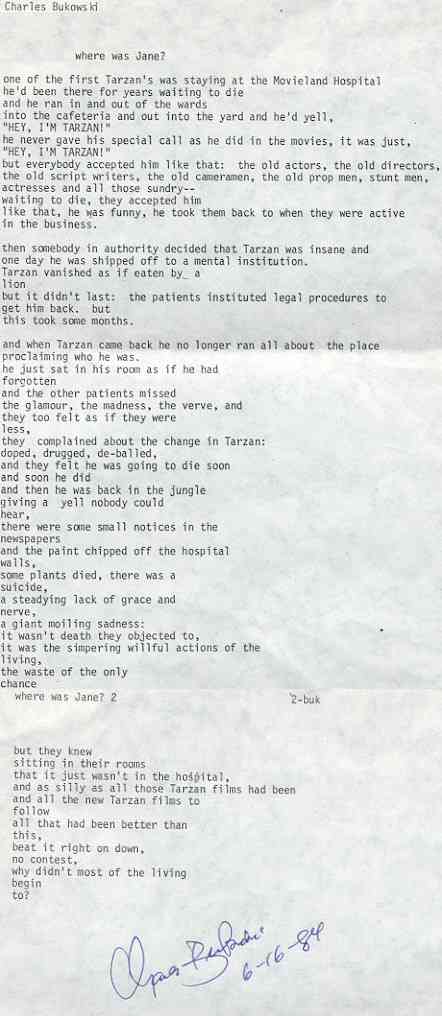 Charles Bukowski
where was Jane?
one of the first Tarzan's was staying at the Movieland Hospital
he'd been there for years waiting to die
and he ran in and out of the wards
into the cafeteria and out into the yard and he'd yell,
"HEY, I'M TARZAN!"
he never gave his special call as he did in the movies, it was just,
"HEY, I'M TARZAN!"
but everybody accepted him like that: the old actors, the old directors,
the old script writers, the old cameramen, the old prop men, stunt men,
actresses and all those sundry--
waiting to die, they accepted him
like that, he was funny, he took them back to when they were active
in the business.
then somebody in authority decided that Tarzan was insane and
one day he was shipped off to a mental institution.
Tarzan vanished as if eaten by_ a
lion
but it didn't last: the patients instituted legal procedures to
get him back. but
this took some months.
and when Tarzan came back he no longer ran all about the place
proclaiming who he was.
he just sat in his room as if he had
forgotten
and the other patients missed
the glamour, the madness, the verve, and
they too felt as if they were
less,
they complained about the change in Tarzan:
doped, drugged, de-balled,
and they felt he was going to die soon
and soon he did
and then he was back in the jungle
giving a yell nobody could
hear,
there were some small notices in the
newspapers
and the paint chipped off the hospital
walls,
some plants died, there was a
suicide,
a steadying lack of grace and
nerve,
a giant moiling sadness:
it wasn't death they objected to,
it was the simpering willful actions of the
living,
the waste of the only
chance
where was Jane? 2 2-buk
but they knew
sitting in their rooms
that it just wasn't in the hospital,
and as silly as all those Tarzan films had been
and all the new Tarzan films to
follow
all that had been better than
this,
beat it right on down,
no contest,
why didn't most of the living
begin
to?
Charles Bukowski
6-16-84